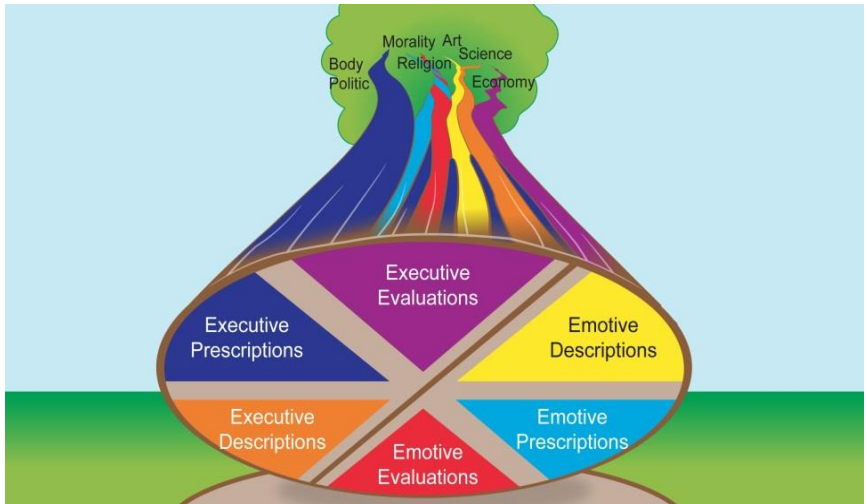 Morality
Art
Science
Body
Politic
Religion
Economy
Executive
Evaluations
Executive
Prescriptions
Emotive
Descriptions
Executive
Descriptions
Emotive
Evaluations
Emotive
Prescriptions